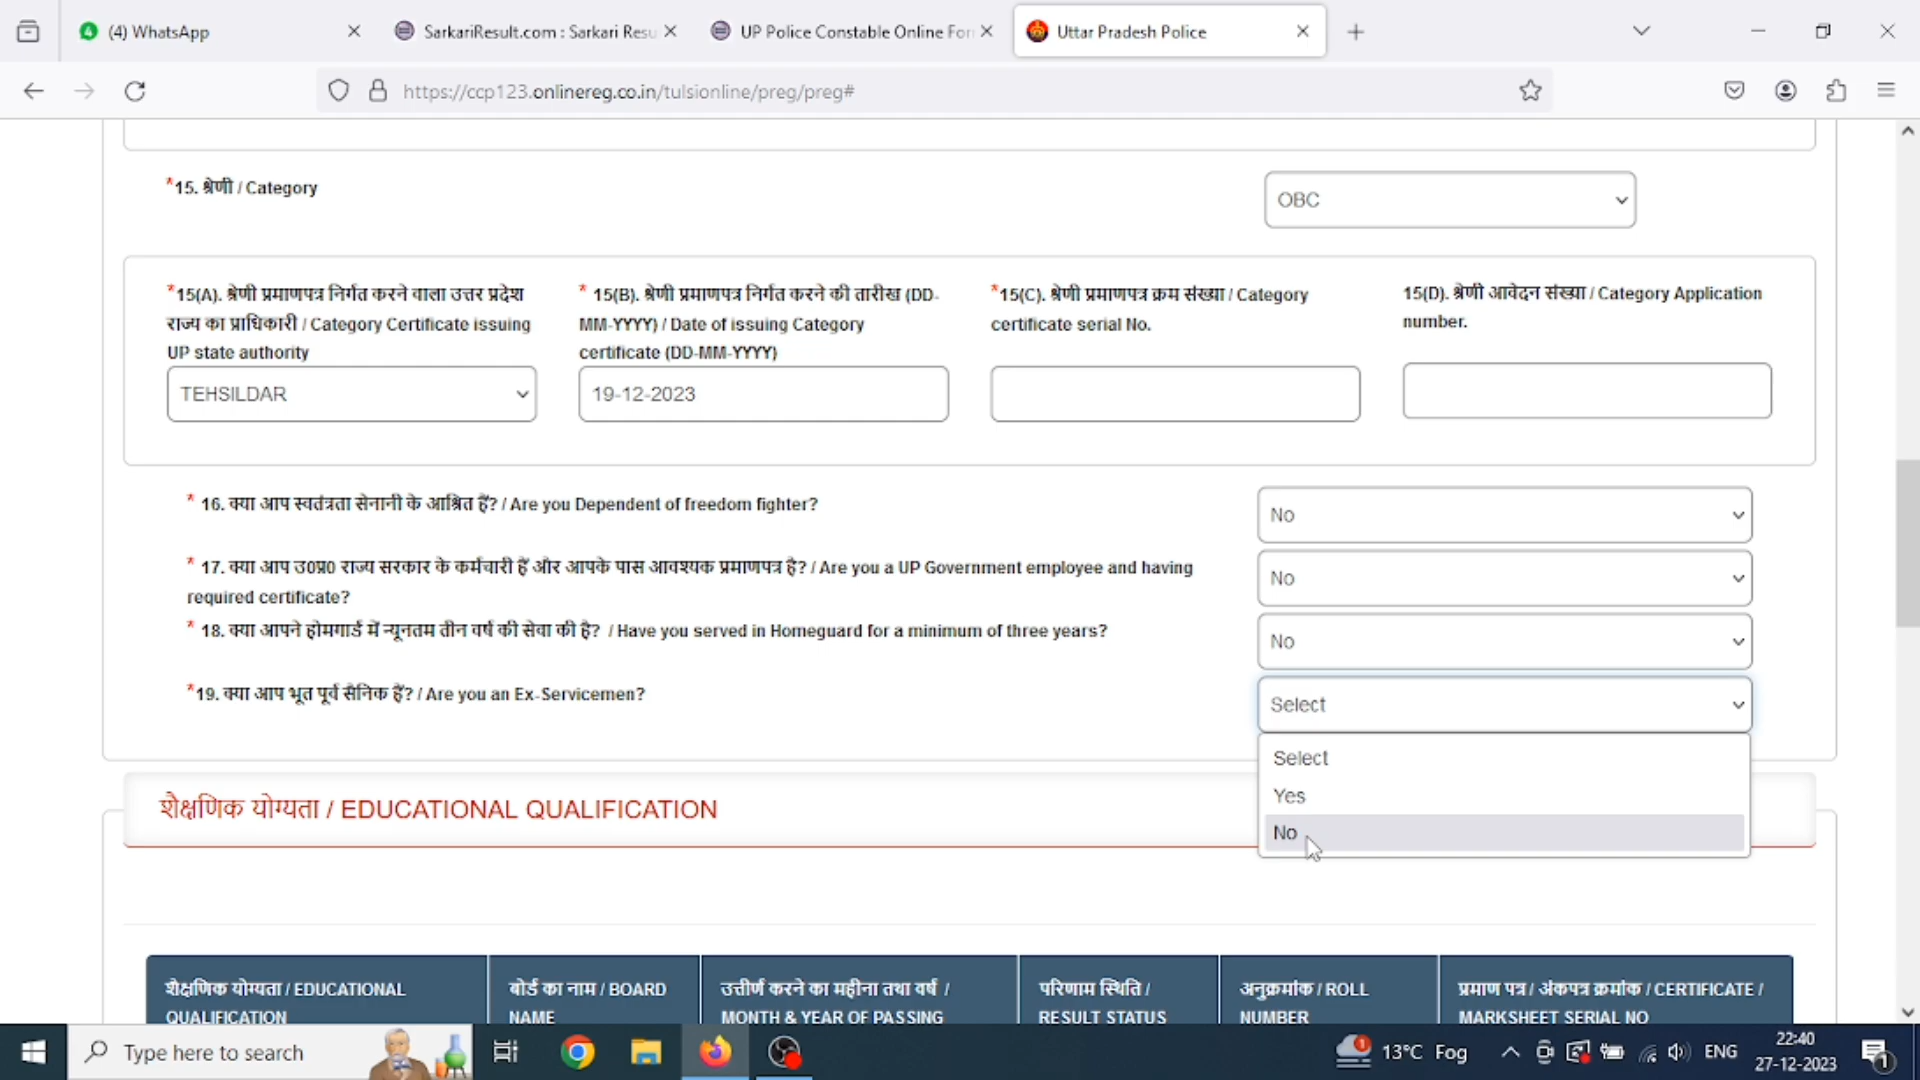 (4) WhatsApp
SarkariResult.com : Sarkari Resu
UP Police Constable Online For
Uttar Pradesh Police
https://ccp123.onlinereg.co.in/tulsionline/preg/preg#
*15. श्रेणी / Category
OBC
*15(A). श्रेणी प्रमाणपत्र निर्गत करने वाला उत्तर प्रदेश
राज्य का प्राधिकारी / Category Certificate issuing
UP state authority
TEHSILDAR
* 15(B). श्रेणी प्रमाणपत्र निर्गत करने की तारीख (DD-
MM-YYYY) / Date of issuing Category
certificate (DD-MM-YYYY)
19-12-2023
*15(C). श्रेणी प्रमाणपत्र क्रम संख्या / Category
certificate serial No.
15(D). श्रेणी आवेदन संख्या / Category Application
number.
* 16. क्या आप स्वतंत्रता सेनानी के आश्रित हैं? / Are you Dependent of freedom fighter?
No
* 17. क्या आप उ0प्र0 राज्य सरकार के कर्मचारी हैं और आपके पास आवश्यक प्रमाणपत्र है? / Are you a UP Government employee and having
required certificate?
No
* 18. क्या आपने होमगार्ड में न्यूनतम तीन वर्ष की सेवा की है? / Have you served in Homeguard for a minimum of three years?
No
*19. क्या आप भूत पूर्व सैनिक हैं? / Are you an Ex-Servicemen?
Select
Select
Yes
No
शैक्षणिक योग्यता / EDUCATIONAL QUALIFICATION
शैक्षणिक योग्यता / EDUCATIONAL
QUALIFICATION
बोर्ड का नाम / BOARD
NAME
उत्तीर्ण करने का महीना तथा वर्ष /
MONTH & YEAR OF PASSING
परिणाम स्थिति /
RESULT STATUS
अनुक्रमांक / ROLL
NUMBER
प्रमाण पत्र / अंकपत्र क्रमांक / CERTIFICATE /
MARKSHEET SERIAL NO
Type here to search
13°C Fog
ENG
22:40
27-12-2023